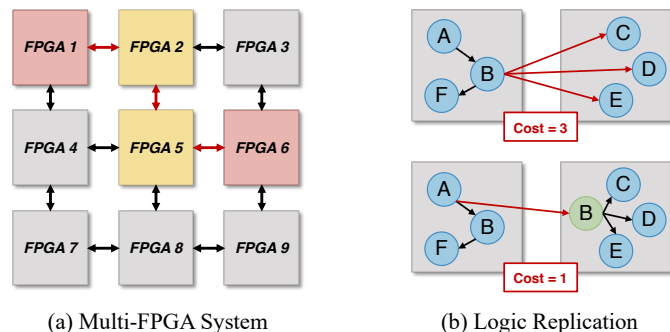 FPGA 1
FPGA 2
FPGA 3
FPGA 4
FPGA 5
FPGA 6
FPGA 7
FPGA 8
FPGA 9
(a) Multi-FPGA System
A
B
F
C
D
E
Cost = 3
A
B
F
B
C
D
E
Cost = 1
(b) Logic Replication